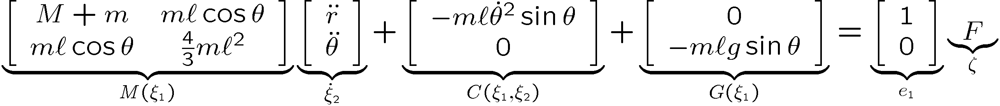 [ M + m   mℓ cos θ ] [ r̈ ] + [ −mℓθ̇² sin θ ] + [ 0 ] = [ 1 ] F
[ mℓ cos θ   4/3 mℓ² ] [ θ̈ ] [ 0 ] [ −mℓg sin θ ] [ 0 ]
M(ξ₁) ξ̇₂ C(ξ₁,ξ₂) G(ξ₁) e₁ ζ